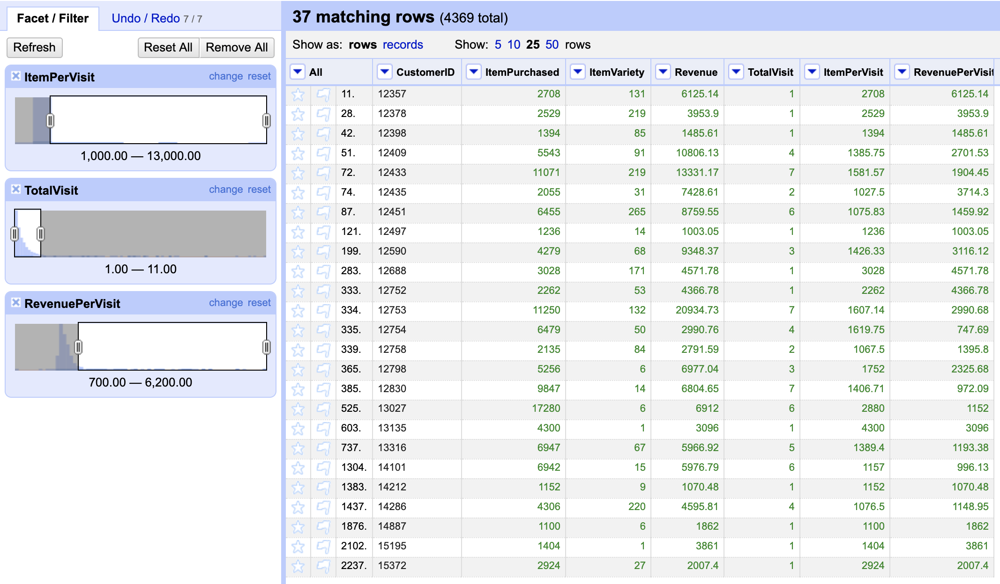 Facet / Filter Undo / Redo 7 / 7
Refresh Reset All Remove All
ItemPerVisit change reset
1,000.00 — 13,000.00
TotalVisit change reset
1.00 — 11.00
RevenuePerVisit change reset
700.00 — 6,200.00
37 matching rows (4369 total)
Show as: rows records Show: 5 10 25 50 rows
All CustomerID ItemPurchased ItemVariety Revenue TotalVisit ItemPerVisit RevenuePerVisit
11. 12357 2708 131 6125.14 1 2708 6125.14
28. 12378 2529 219 3953.9 1 2529 3953.9
42. 12398 1394 85 1485.61 1 1394 1485.61
51. 12409 5543 91 10806.13 4 1385.75 2701.53
72. 12433 11071 219 13331.17 7 1581.57 1904.45
74. 12435 2055 31 7428.61 2 1027.5 3714.3
87. 12451 6455 265 8759.55 6 1075.83 1459.92
121. 12497 1236 14 1003.05 1 1236 1003.05
199. 12590 4279 68 9348.37 3 1426.33 3116.12
283. 12688 3028 171 4571.78 1 3028 4571.78
333. 12752 2262 53 4366.78 1 2262 4366.78
334. 12753 11250 132 20934.73 7 1607.14 2990.68
335. 12754 6479 50 2990.76 4 1619.75 747.69
339. 12758 2135 84 2791.59 2 1067.5 1395.8
365. 12798 5256 6 6977.04 3 1752 2325.68
385. 12830 9847 14 6804.65 7 1406.71 972.09
525. 13027 17280 6 6912 6 2880 1152
603. 13135 4300 1 3096 1 4300 3096
737. 13316 6947 67 5966.92 5 1389.4 1193.38
1304. 14101 6942 15 5976.79 6 1157 996.13
1383. 14212 1152 9 1070.48 1 1152 1070.48
1437. 14286 4306 220 4595.81 4 1076.5 1148.95
1876. 14887 1100 6 1862 1 1100 1862
2102. 15195 1404 1 3861 1 1404 3861
2237. 15372 2924 27 2007.4 1 2924 2007.4